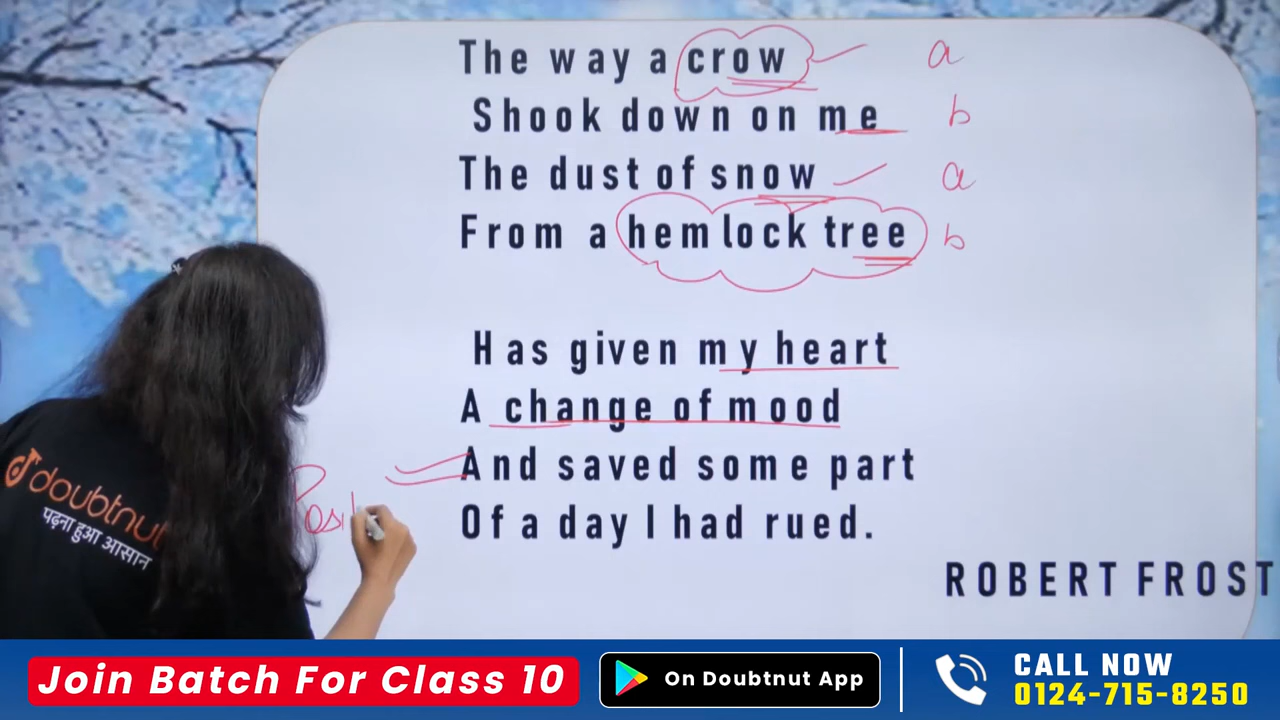 The way a crow a
Shook down on me b
The dust of snow a
From a hemlock tree b
Has given my heart
A change of mood
And saved some part
Of a day I had rued.
ROBERT FROST
Posit
doubtnut
पढ़ना हुआ आसान
Join Batch For Class 10
On Doubtnut App
CALL NOW
0124-715-8250